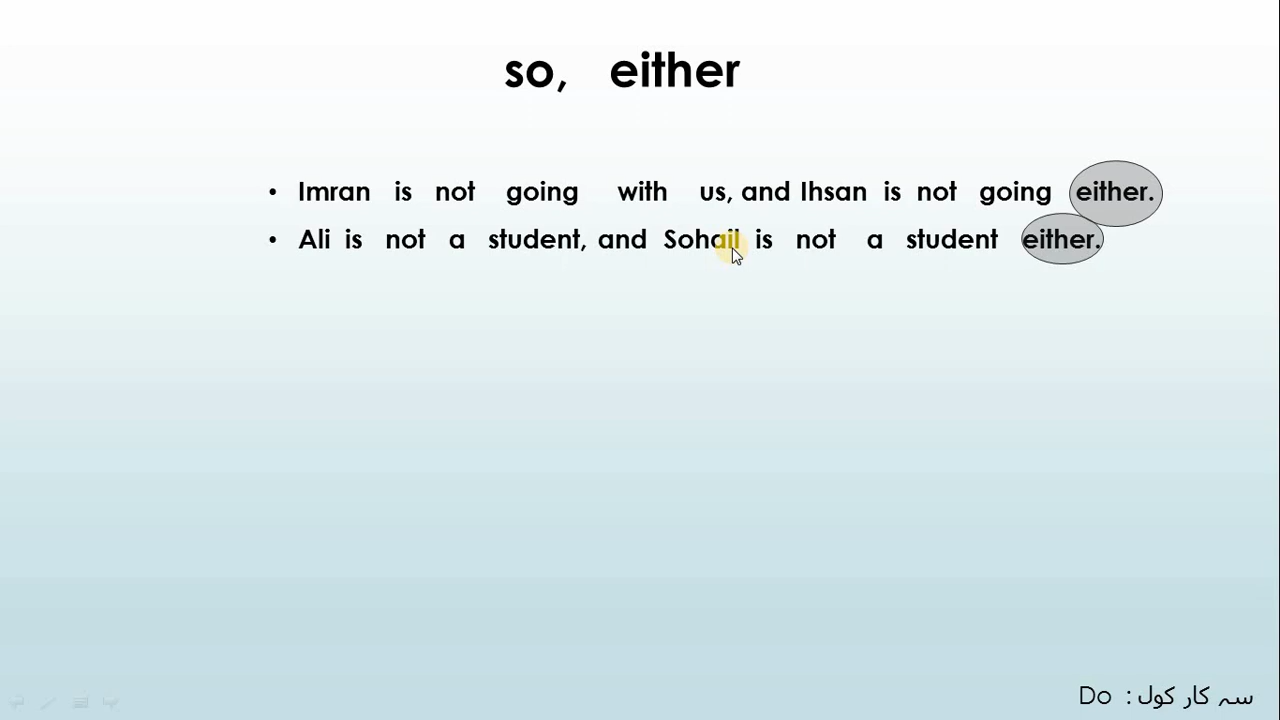 so, either
• Imran is not going with us, and Ihsan is not going either.
• Ali is not a student, and Sohail is not a student either.
سہ کار کول : Do